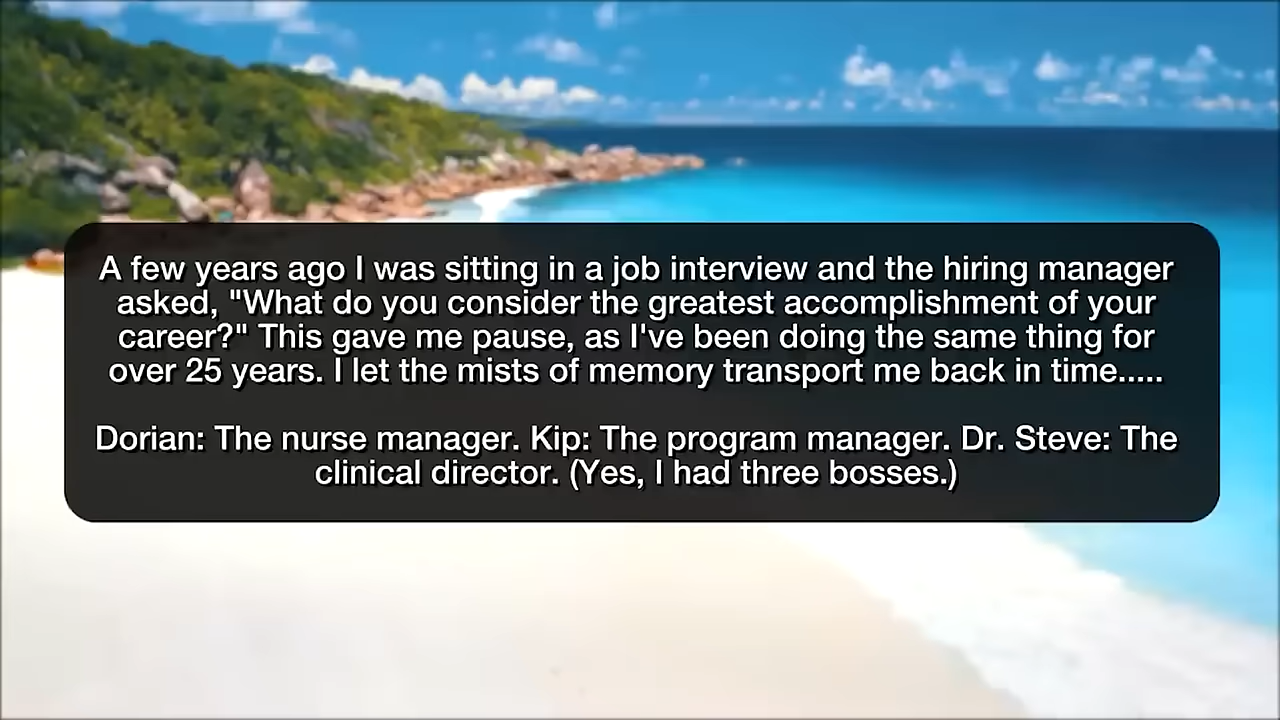 A few years ago I was sitting in a job interview and the hiring manager
asked, "What do you consider the greatest accomplishment of your
career?" This gave me pause, as I've been doing the same thing for
over 25 years. I let the mists of memory transport me back in time.....
Dorian: The nurse manager. Kip: The program manager. Dr. Steve: The
clinical director. (Yes, I had three bosses.)